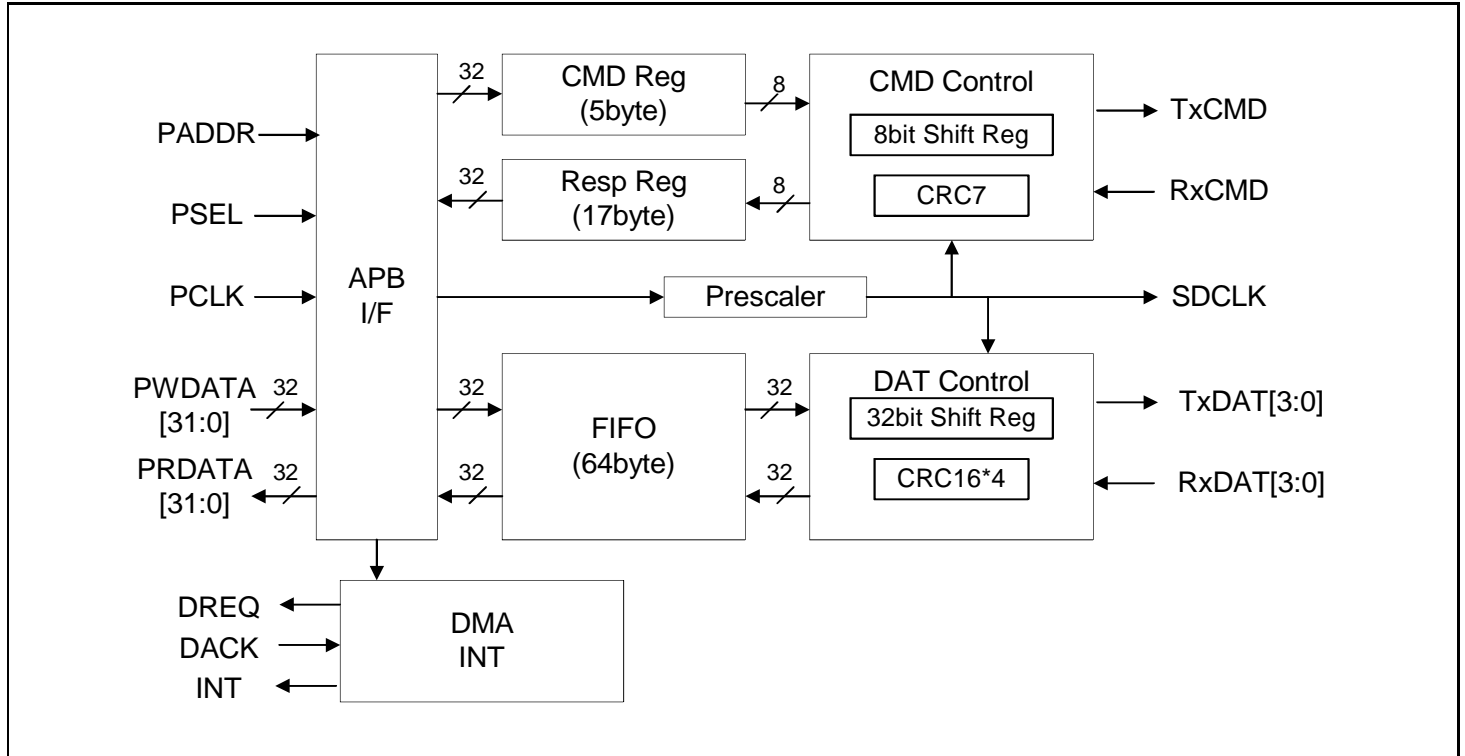 PADDR
PSEL
PCLK
PWDATA
[31:0]
32
PRDATA
[31:0]
32
APB
I/F
32
CMD Reg
(5byte)
8
32
Resp Reg
(17byte)
8
CMD Control
8bit Shift Reg
CRC7
TxCMD
RxCMD
Prescaler
SDCLK
32
32
FIFO
(64byte)
32
32
DAT Control
32bit Shift Reg
CRC16*4
TxDAT[3:0]
RxDAT[3:0]
DREQ
DACK
INT
DMA
INT